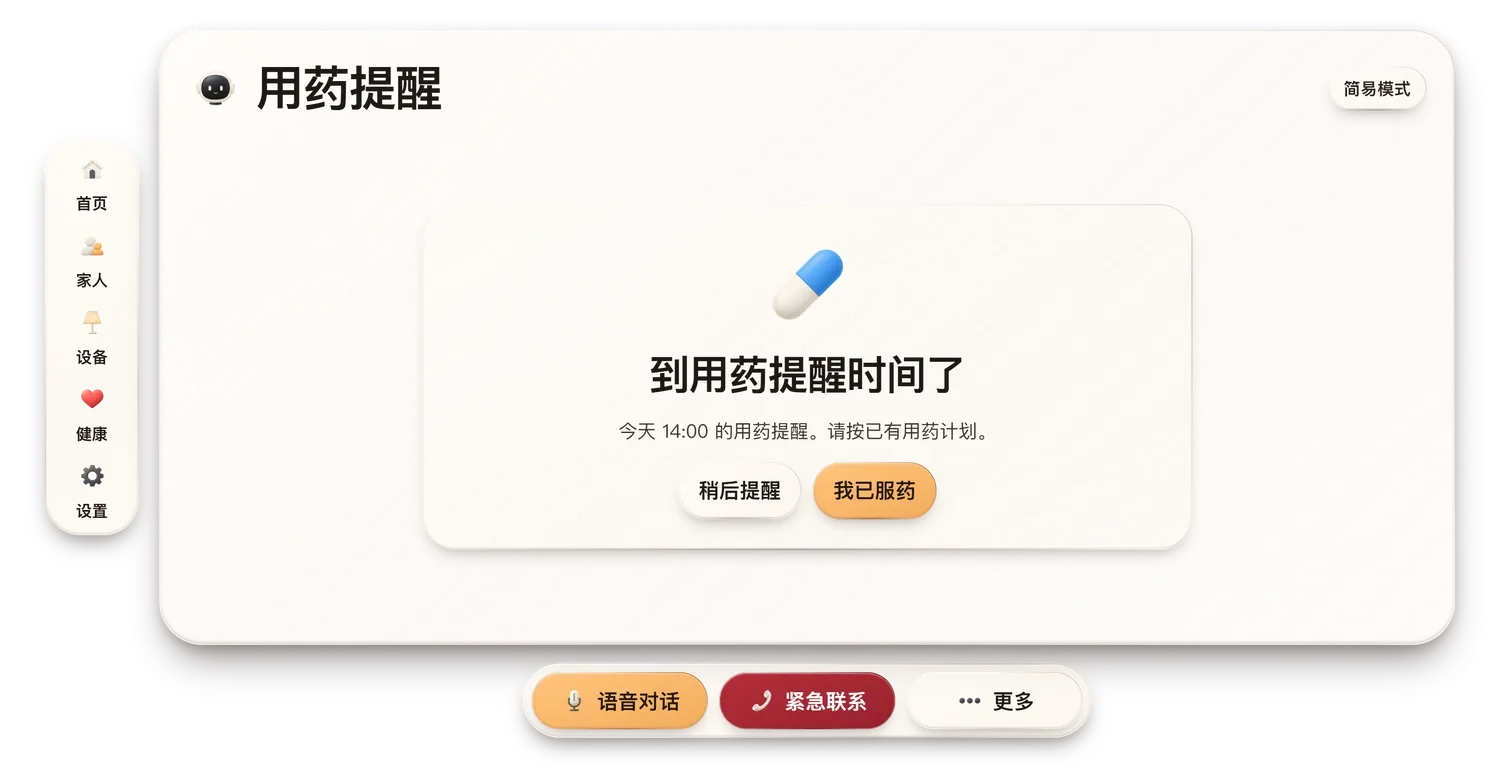 用药提醒
简易模式
首页
家人
设备
健康
设置
到用药提醒时间了
今天 14:00 的用药提醒。请按已有用药计划。
稍后提醒
我已服药
语音对话
紧急联系
更多